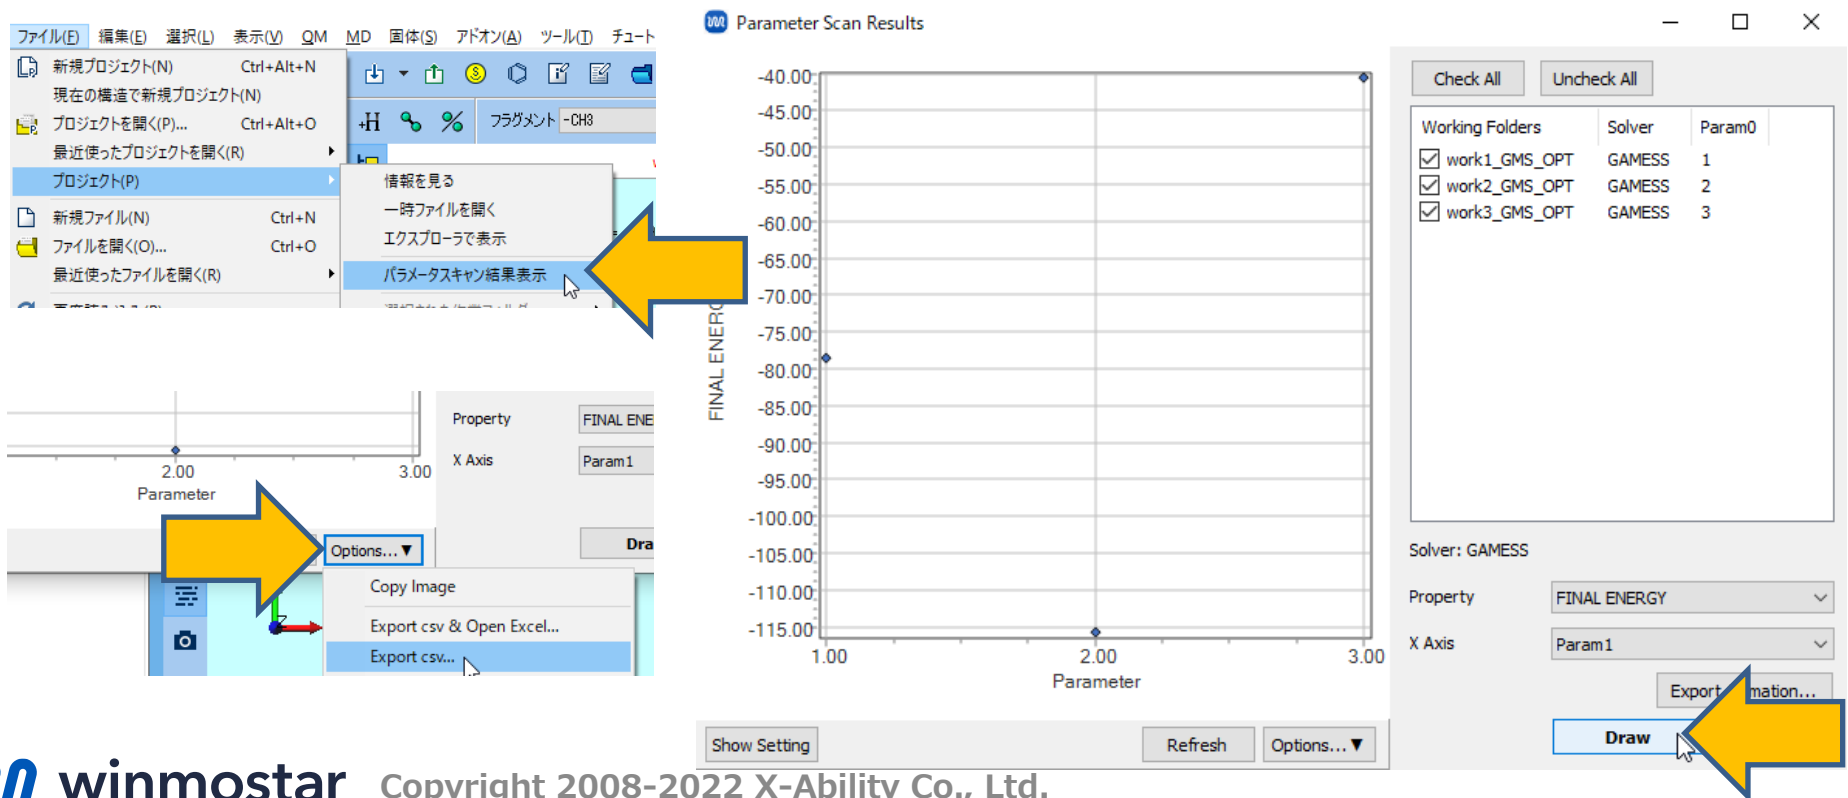 ファイル(F) 編集(E) 選択(L) 表示(V) QM MD 固体(S) アドオン(A) ツール(T) チュート
新規プロジェクト(N) Ctrl+Alt+N
現在の構造で新規プロジェクト(N)
プロジェクトを開く(P)... Ctrl+Alt+O
最近使ったプロジェクトを開く(R)
プロジェクト(P)
新規ファイル(N) Ctrl+N
ファイルを開く(O)... Ctrl+O
最近使ったファイルを開く(R)
+H フラグメント -CH3
情報を見る
一時ファイルを開く
エクスプローラで表示
パラメータスキャン結果表示
Property FINAL ENE
X Axis Param1
2.00 3.00
Parameter
Dra
Options...▼
Copy Image
Export csv & Open Excel...
Export csv...
Parameter Scan Results
-40.00
-45.00
-50.00
-55.00
-60.00
-65.00
-70.00
-75.00
-80.00
-85.00
-90.00
-95.00
-100.00
-105.00
-110.00
-115.00
FINAL ENERG
1.00 2.00 3.00
Parameter
Check All Uncheck All
Working Folders Solver Param0
work1_GMS_OPT GAMESS 1
work2_GMS_OPT GAMESS 2
work3_GMS_OPT GAMESS 3
Solver: GAMESS
Property FINAL ENERGY
X Axis Param1
Export mation...
Draw
Show Setting Refresh Options...▼
winmostar Copyright 2008-2022 X-Ability Co., Ltd.